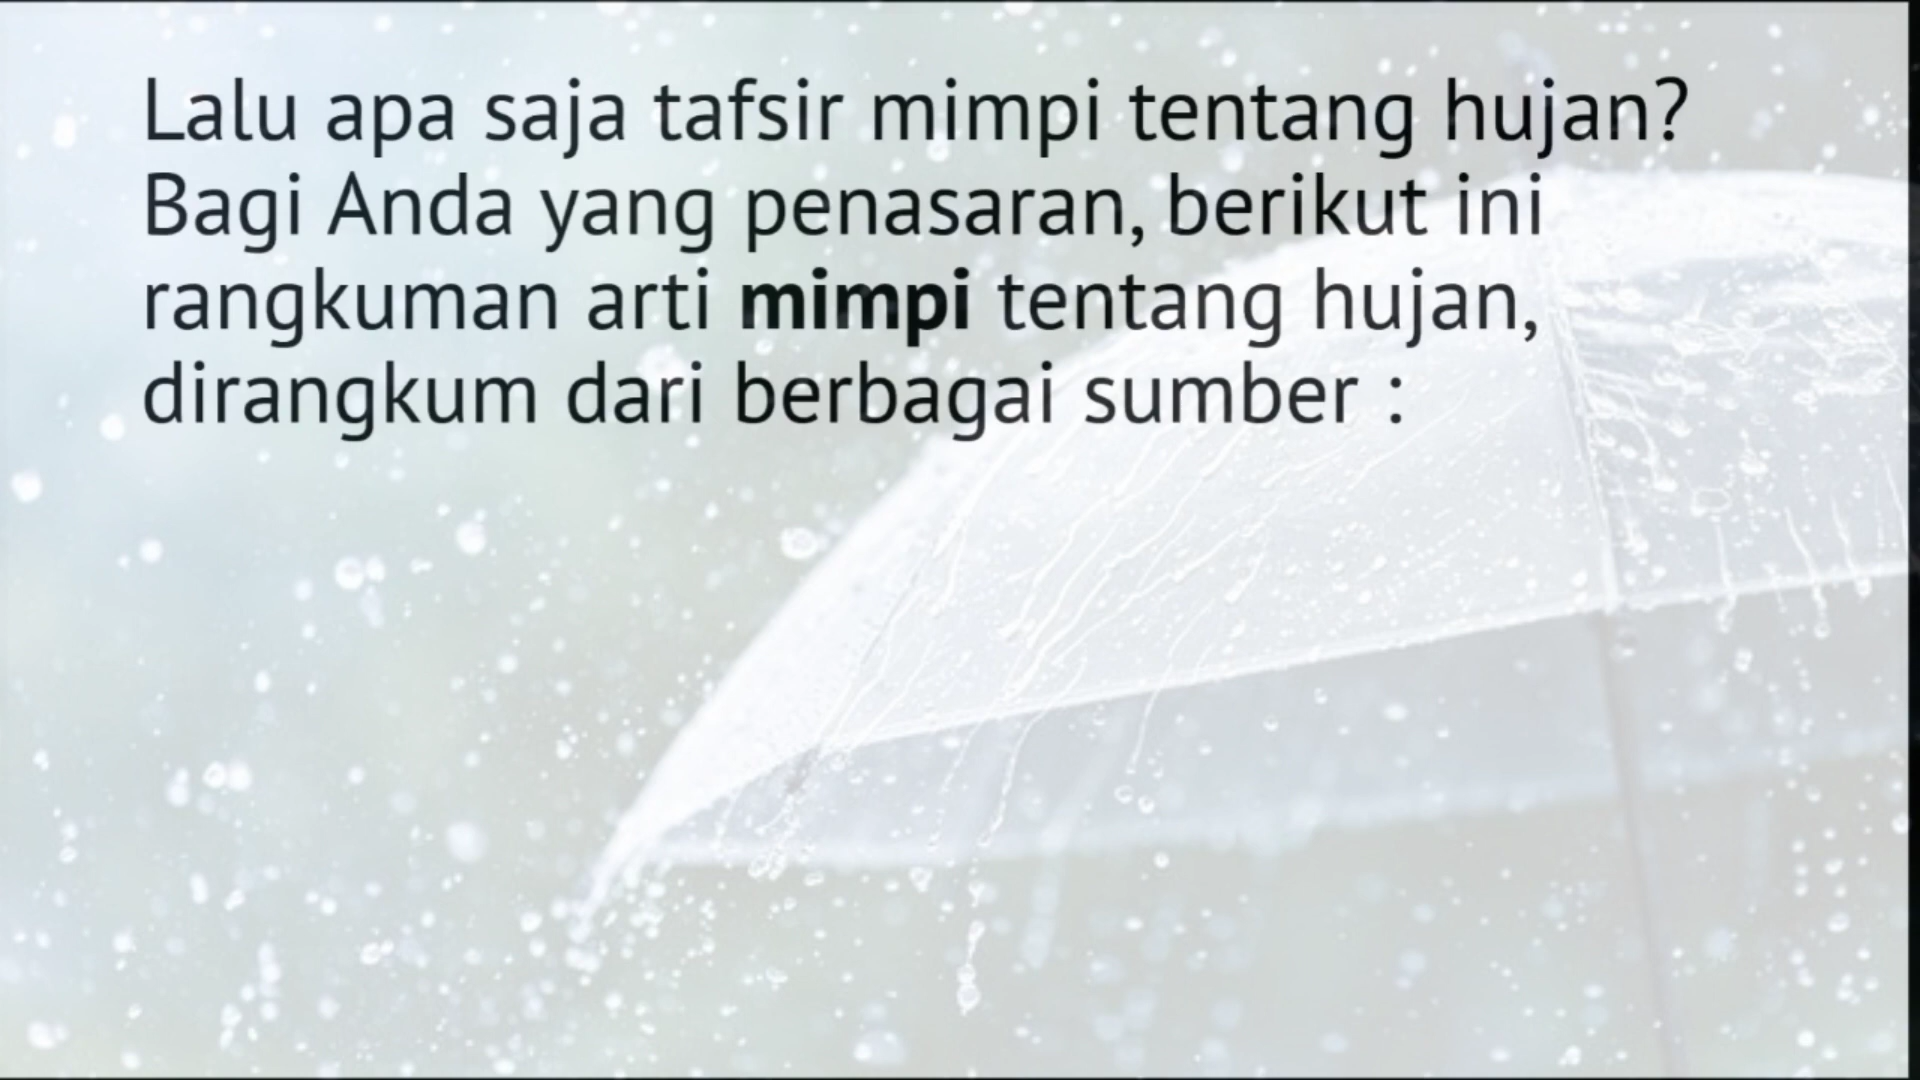 Lalu apa saja tafsir mimpi tentang hujan?
Bagi Anda yang penasaran, berikut ini
rangkuman arti mimpi tentang hujan,
dirangkum dari berbagai sumber :